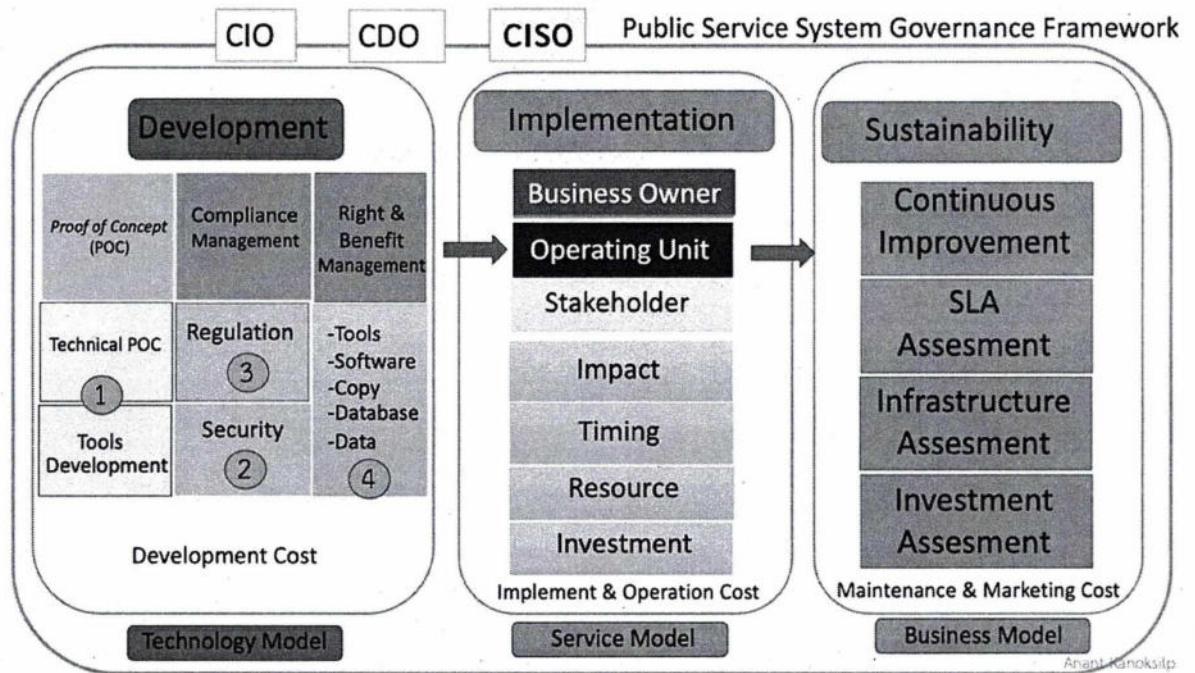 CIO
CDO
CISO
Public Service System Governance Framework
Development
Proof of Concept
(POC)
Compliance
Management
Right &
Benefit
Management
Technical POC
1
Tools
Development
Regulation
3
Security
2
-Tools
-Software
-Copy
-Database
-Data
4
Development Cost
Technology Model
Implementation
Business Owner
Operating Unit
Stakeholder
Impact
Timing
Resource
Investment
Implement & Operation Cost
Service Model
Sustainability
Continuous
Improvement
SLA
Assesment
Infrastructure
Assesment
Investment
Assesment
Maintenance & Marketing Cost
Business Model
Anant Kanoksilp